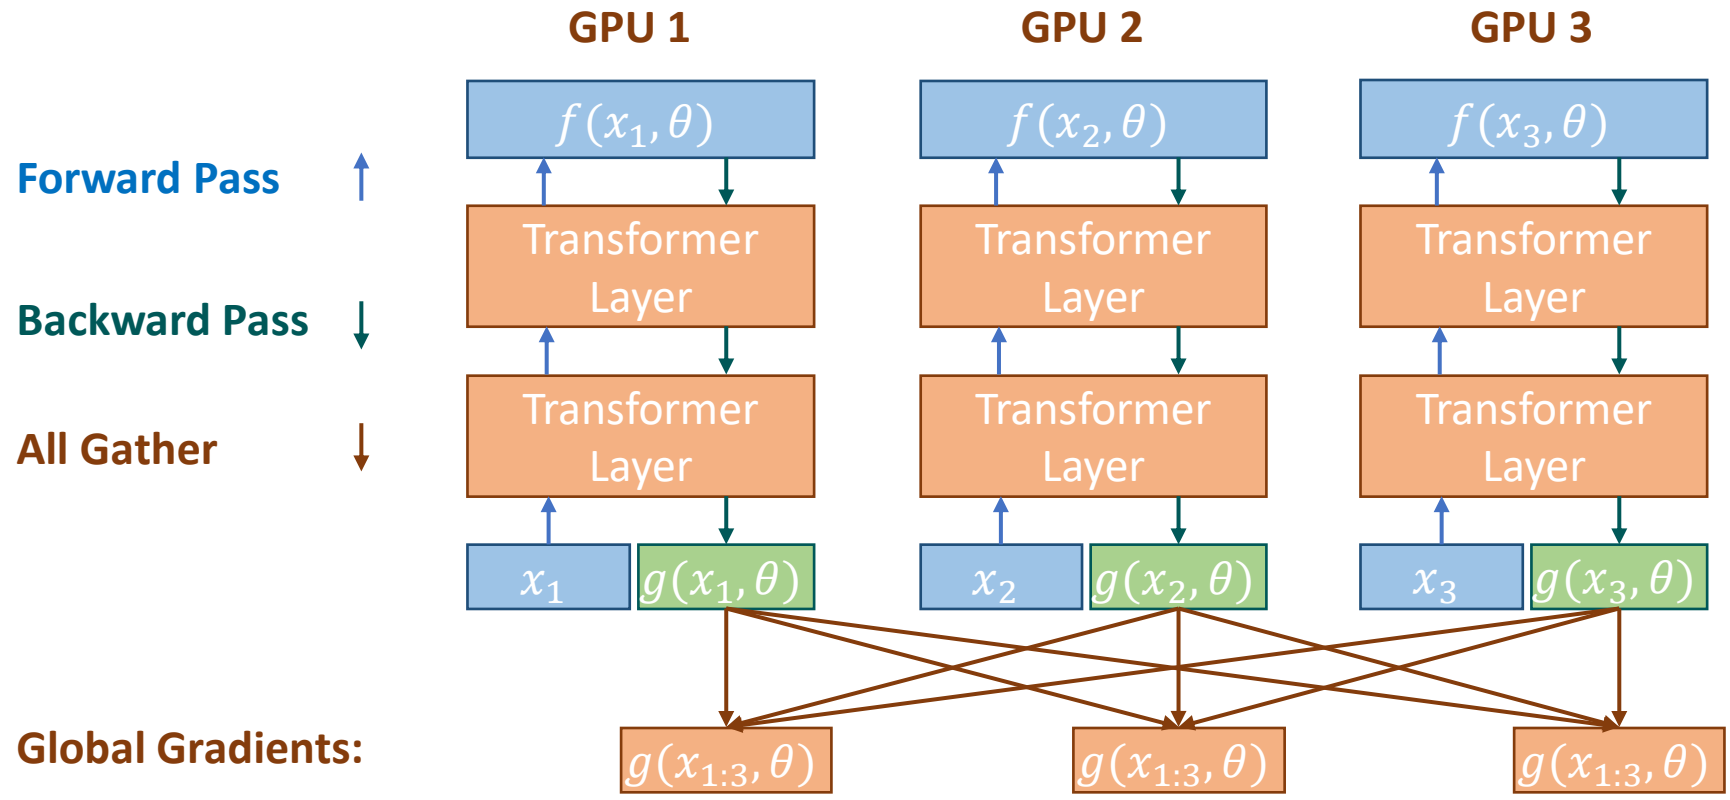 GPU 1 GPU 2 GPU 3
f(x₁, θ) f(x₂, θ) f(x₃, θ)
Forward Pass
Transformer Layer Transformer Layer Transformer Layer
Backward Pass
Transformer Layer Transformer Layer Transformer Layer
All Gather
x₁ g(x₁, θ) x₂ g(x₂, θ) x₃ g(x₃, θ)
Global Gradients:
g(x₁:₃, θ) g(x₁:₃, θ) g(x₁:₃, θ)